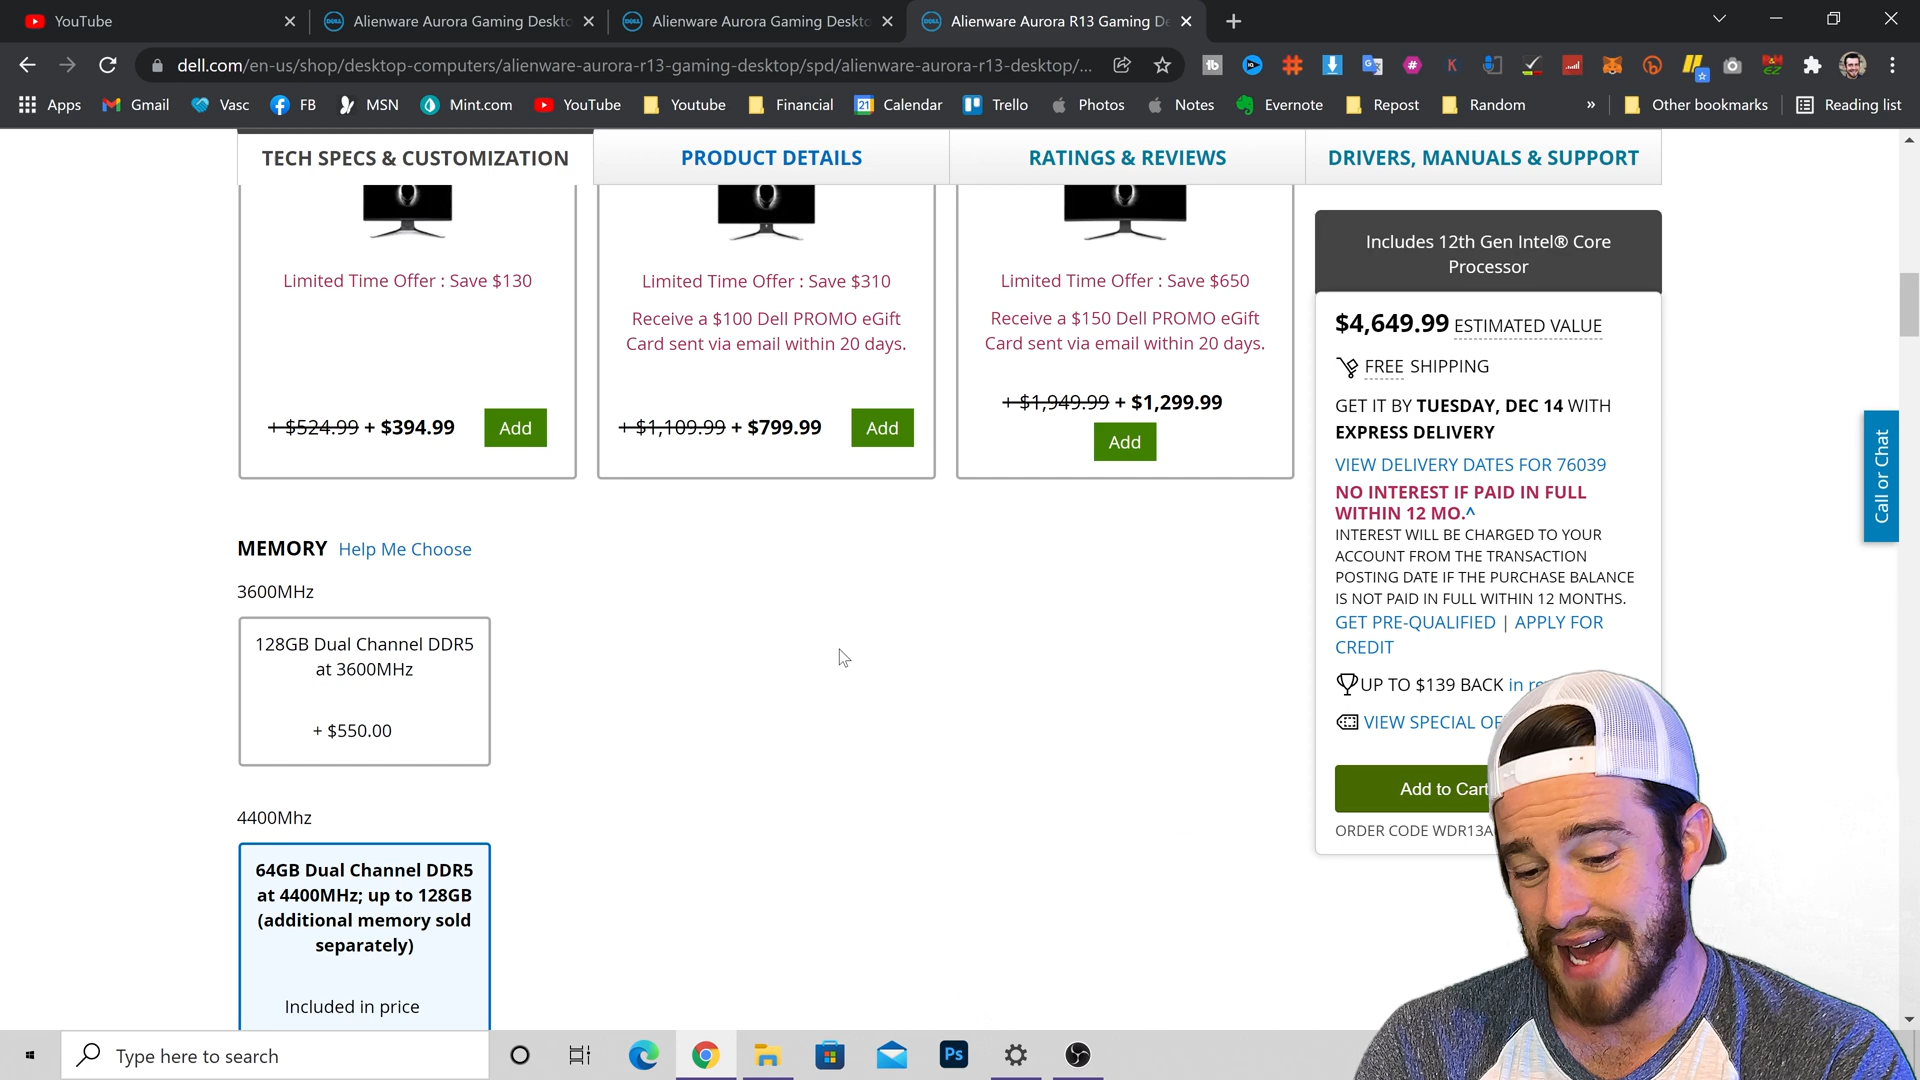 YouTube
Alienware Aurora Gaming Deskto
Alienware Aurora Gaming Deskto
Alienware Aurora R13 Gaming De
dell.com/en-us/shop/desktop-computers/alienware-aurora-r13-gaming-desktop/spd/alienware-aurora-r13-desktop/...
Apps
Gmail
Vasc
FB
MSN
Mint.com
YouTube
Youtube
Financial
Calendar
Trello
Photos
Notes
Evernote
Repost
Random
»
Other bookmarks
Reading list
TECH SPECS & CUSTOMIZATION
PRODUCT DETAILS
RATINGS & REVIEWS
DRIVERS, MANUALS & SUPPORT
Limited Time Offer : Save $130
+ $524.99 + $394.99
Add
Limited Time Offer : Save $310
Receive a $100 Dell PROMO eGift
Card sent via email within 20 days.
+ $1,109.99 + $799.99
Add
Limited Time Offer : Save $650
Receive a $150 Dell PROMO eGift
Card sent via email within 20 days.
+ $1,949.99 + $1,299.99
Add
MEMORY Help Me Choose
3600MHz
128GB Dual Channel DDR5
at 3600MHz
+ $550.00
4400Mhz
64GB Dual Channel DDR5
at 4400MHz; up to 128GB
(additional memory sold
separately)
Included in price
Includes 12th Gen Intel® Core
Processor
$4,649.99 ESTIMATED VALUE
FREE SHIPPING
GET IT BY TUESDAY, DEC 14 WITH
EXPRESS DELIVERY
VIEW DELIVERY DATES FOR 76039
NO INTEREST IF PAID IN FULL
WITHIN 12 MO.^
INTEREST WILL BE CHARGED TO YOUR
ACCOUNT FROM THE TRANSACTION
POSTING DATE IF THE PURCHASE BALANCE
IS NOT PAID IN FULL WITHIN 12 MONTHS.
GET PRE-QUALIFIED | APPLY FOR
CREDIT
UP TO $139 BACK in re
VIEW SPECIAL OF
Add to Cart
ORDER CODE WDR13A
Call or Chat
Type here to search
Ps